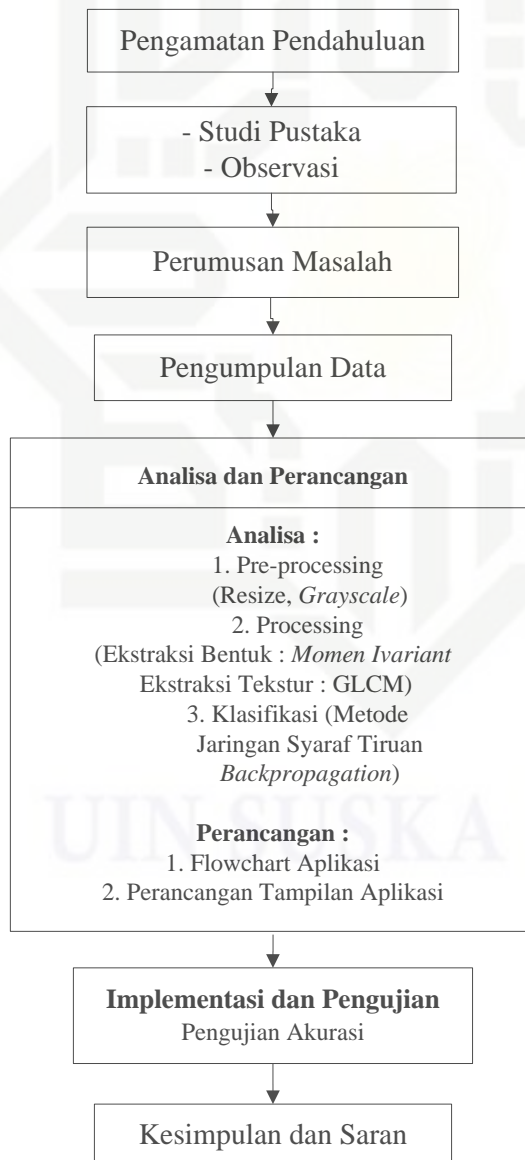 Pengamatan Pendahuluan
- Studi Pustaka
- Observasi
Perumusan Masalah
Pengumpulan Data
Analisa dan Perancangan
Analisa :
1. Pre-processing
(Resize, Grayscale)
2. Processing
(Ekstraksi Bentuk : Momen Ivariant
Ekstraksi Tekstur : GLCM)
3. Klasifikasi (Metode
Jaringan Syaraf Tiruan
Backpropagation)
UIN SUSKA
Perancangan :
1. Flowchart Aplikasi
2. Perancangan Tampilan Aplikasi
Implementasi dan Pengujian
Pengujian Akurasi
Kesimpulan dan Saran